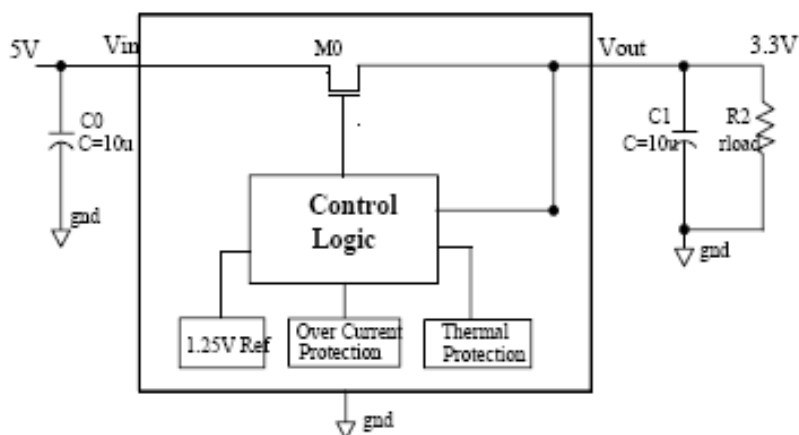 5V
Vin
M0
Vout
3.3V
C0
C=10u
gnd
C1
C=10u
R2
rload
gnd
Control
Logic
1.25V Ref
Over Current
Protection
Thermal
Protection
gnd